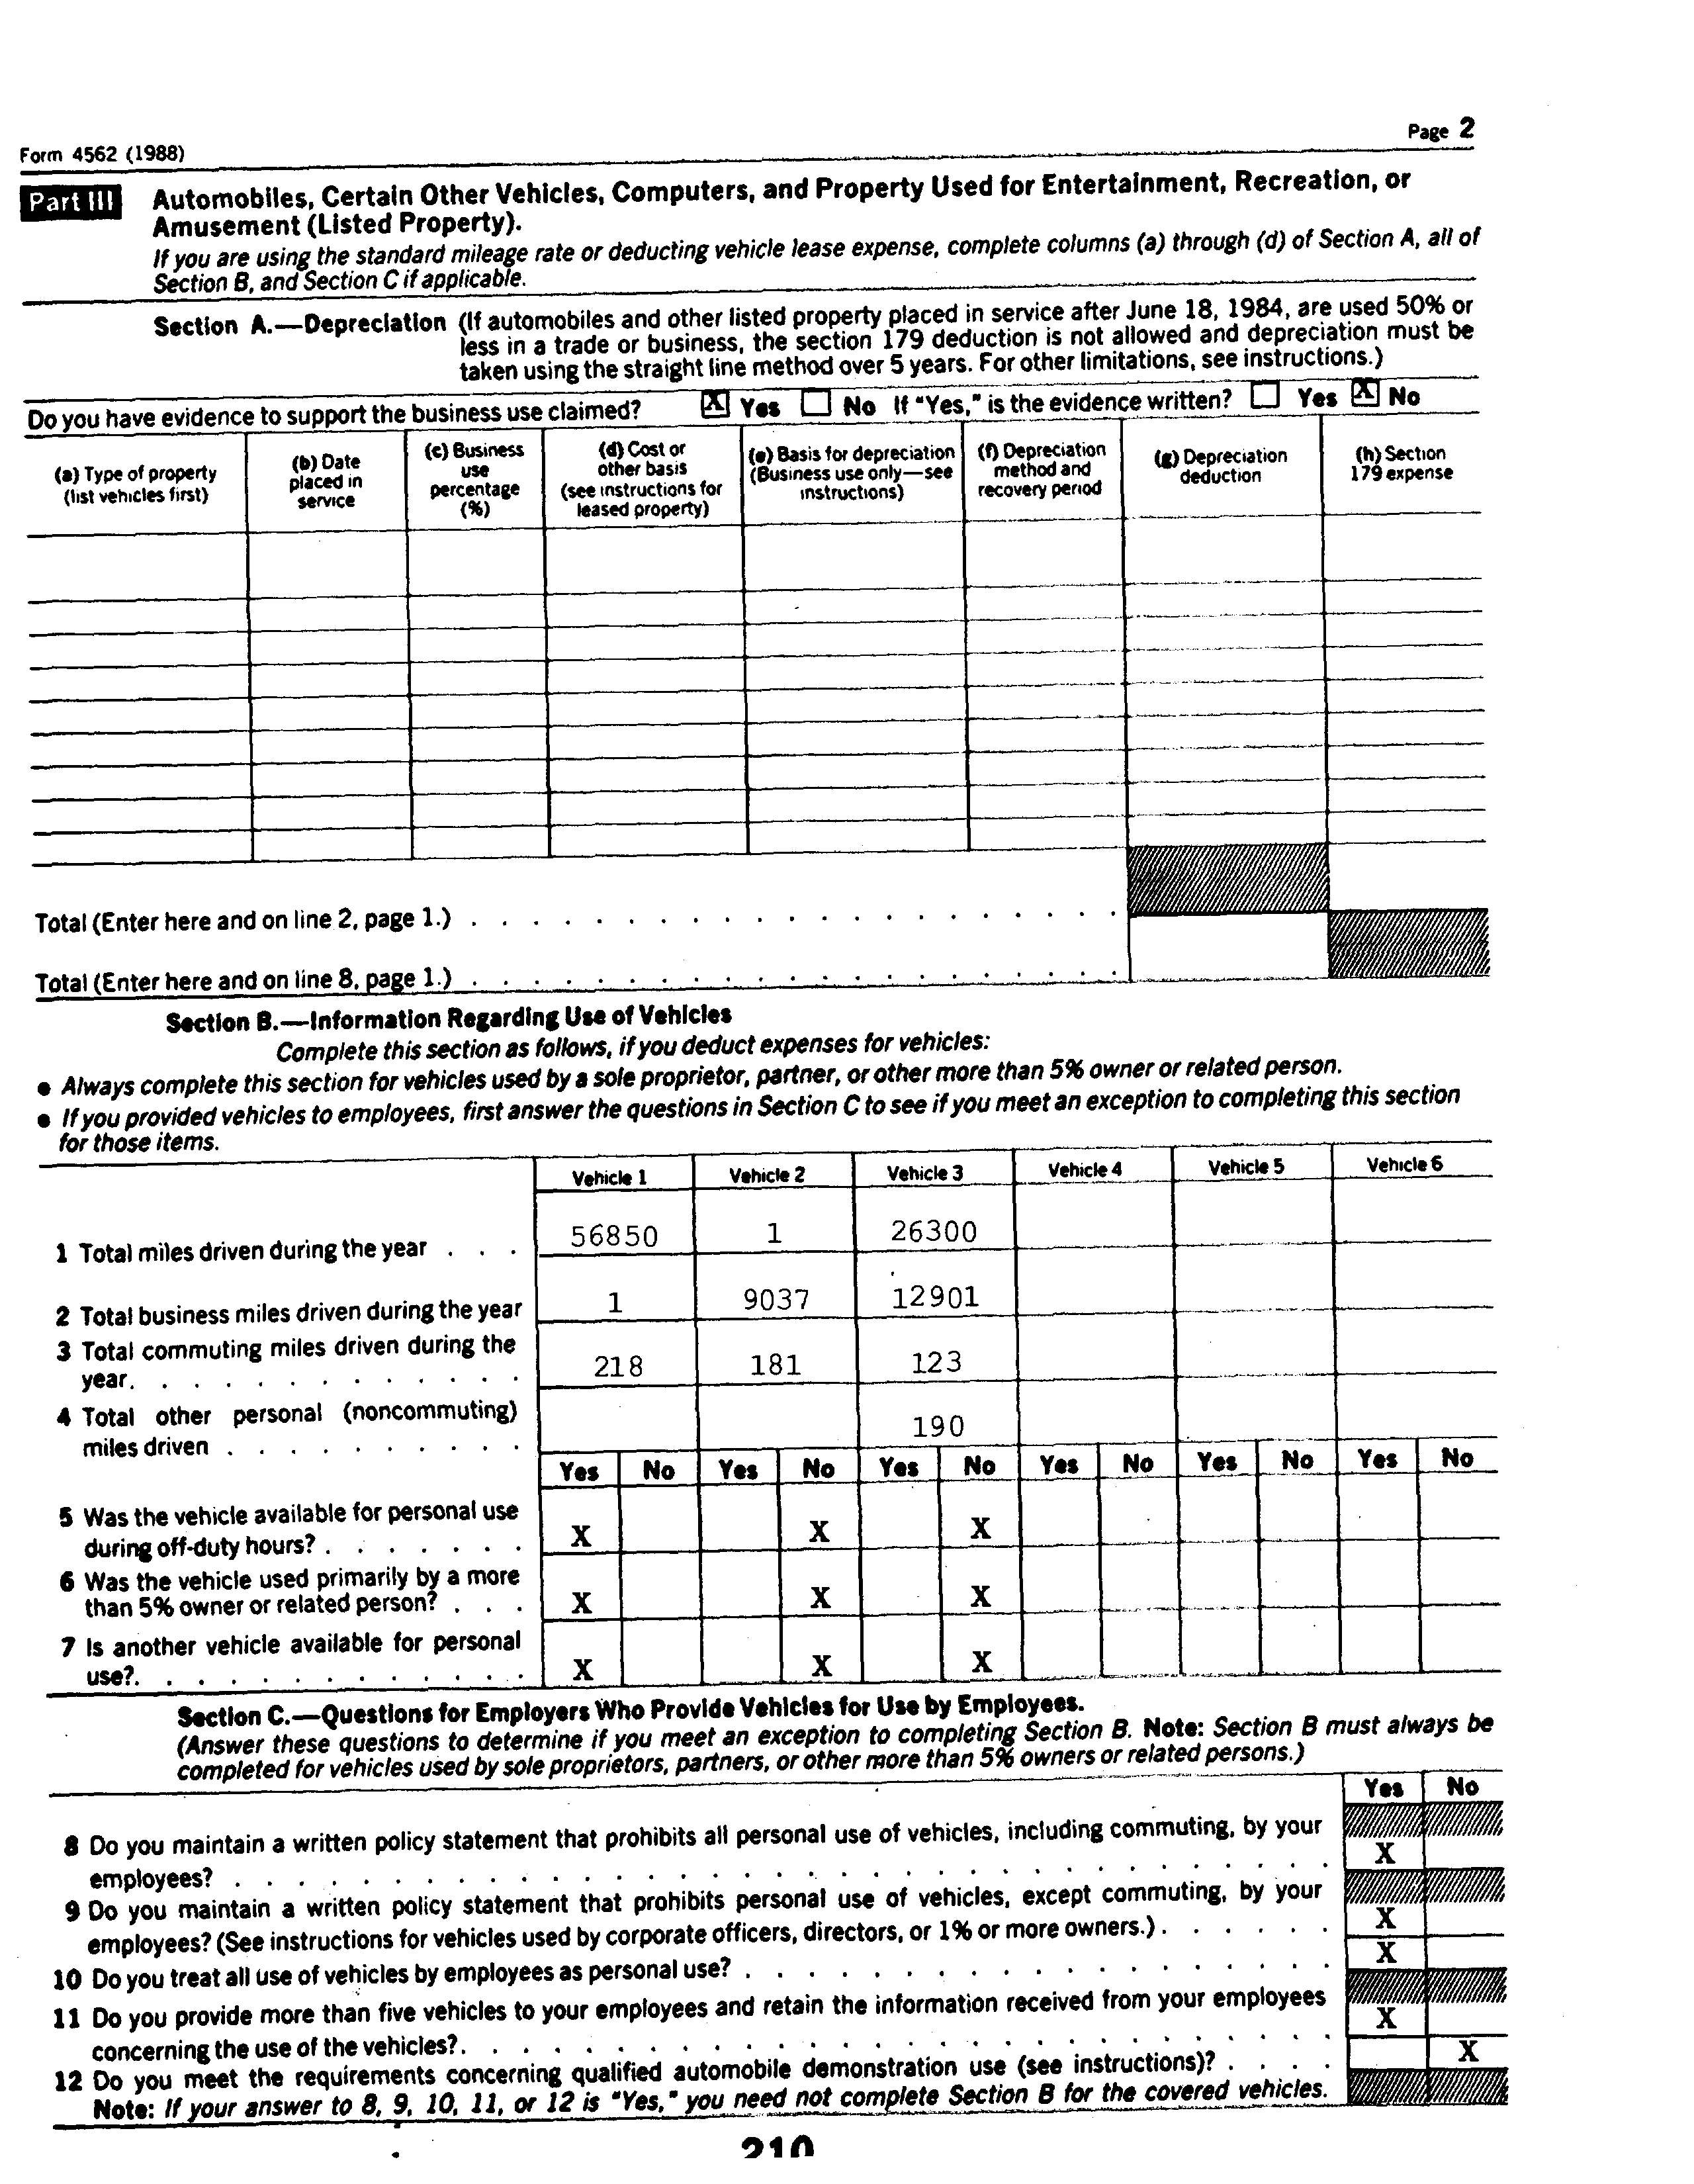 Page 2
Form 4562 (1988)
Part III Automobiles, Certain Other Vehicles, Computers, and Property Used for Entertainment, Recreation, or
Amusement (Listed Property).
If you are using the standard mileage rate or deducting vehicle lease expense, complete columns (a) through (d) of Section A, all of
Section B, and Section C if applicable.
Section A.—Depreciation (If automobiles and other listed property placed in service after June 18, 1984, are used 50% or
less in a trade or business, the section 179 deduction is not allowed and depreciation must be
taken using the straight line method over 5 years. For other limitations, see instructions.)
Do you have evidence to support the business use claimed? X Yes No If "Yes," is the evidence written? Yes X No
(a) Type of property
(list vehicles first)
(b) Date
placed in
service
(c) Business
use
percentage
(%)
(d) Cost or
other basis
(see instructions for
leased property)
(e) Basis for depreciation
(Business use only—see
instructions)
(f) Depreciation
method and
recovery period
(g) Depreciation
deduction
(h) Section
179 expense
Total (Enter here and on line 2, page 1.) . . . . . . . . . . . . . . . . . . . . .
Total (Enter here and on line 8, page 1.) . . . . . . . . . . . . . . . . . . . . .
Section B.—Information Regarding Use of Vehicles
Complete this section as follows, if you deduct expenses for vehicles:
● Always complete this section for vehicles used by a sole proprietor, partner, or other more than 5% owner or related person.
● If you provided vehicles to employees, first answer the questions in Section C to see if you meet an exception to completing this section
for those items.
Vehicle 1 Vehicle 2 Vehicle 3 Vehicle 4 Vehicle 5 Vehicle 6
1 Total miles driven during the year . . . 56850 1 26300
2 Total business miles driven during the year 1 9037 12901
3 Total commuting miles driven during the
year. . . . . . . . . . . . . . 218 181 123
4 Total other personal (noncommuting)
miles driven . . . . . . . . . . 190
Yes No Yes No Yes No Yes No Yes No Yes No
5 Was the vehicle available for personal use
during off-duty hours? . . . . . . . X X X
6 Was the vehicle used primarily by a more
than 5% owner or related person? . . . X X X
7 Is another vehicle available for personal
use?. . . . . . . . . . . . . X X X
Section C.—Questions for Employers Who Provide Vehicles for Use by Employees.
(Answer these questions to determine if you meet an exception to completing Section B. Note: Section B must always be
completed for vehicles used by sole proprietors, partners, or other more than 5% owners or related persons.)
Yes No
8 Do you maintain a written policy statement that prohibits all personal use of vehicles, including commuting, by your
employees? . . . . . . . . . . . . . . . . . . . . . . . . . . . . . . . . . . . X
9 Do you maintain a written policy statement that prohibits personal use of vehicles, except commuting, by your
employees? (See instructions for vehicles used by corporate officers, directors, or 1% or more owners.) . . . . . . X
10 Do you treat all use of vehicles by employees as personal use? . . . . . . . . . . . . . . . . . . . X
11 Do you provide more than five vehicles to your employees and retain the information received from your employees
concerning the use of the vehicles?. . . . . . . . . . . . . . . . . . . . . . . . . . . . X
12 Do you meet the requirements concerning qualified automobile demonstration use (see instructions)? . . . . X
Note: If your answer to 8, 9, 10, 11, or 12 is "Yes," you need not complete Section B for the covered vehicles.
210